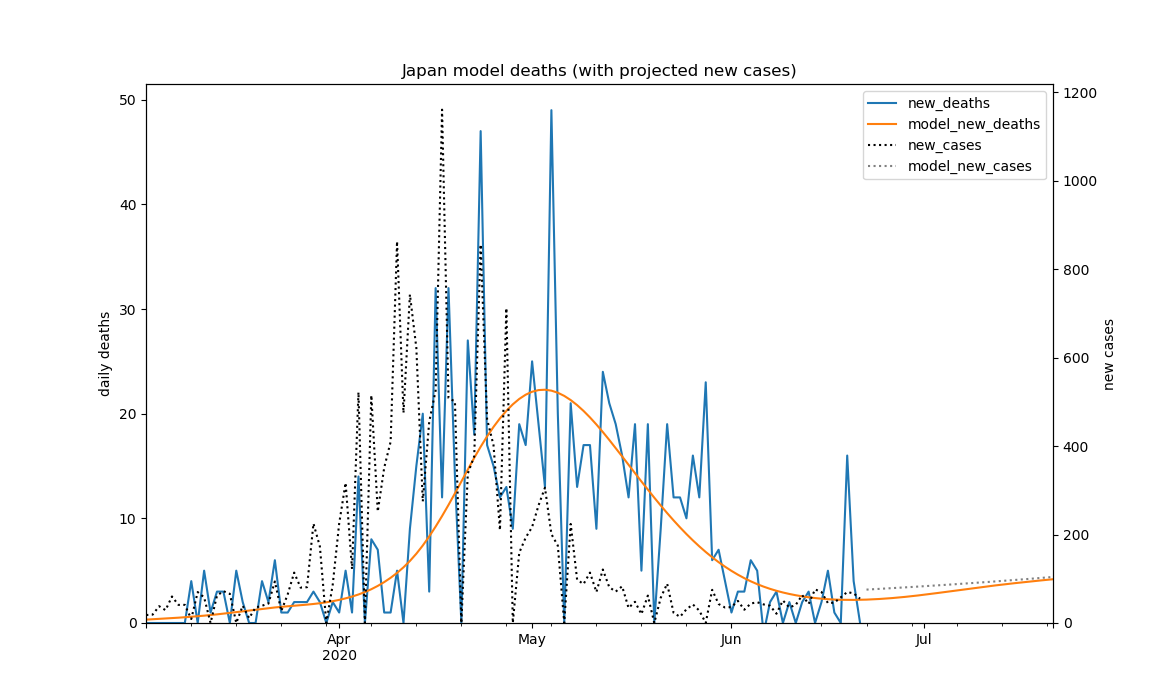 Japan model deaths (with projected new cases)
50
40
30
20
10
0
daily deaths
1200
1000
800
600
400
200
0
new cases
new_deaths
model_new_deaths
new_cases
model_new_cases
Apr
2020
May
Jun
Jul